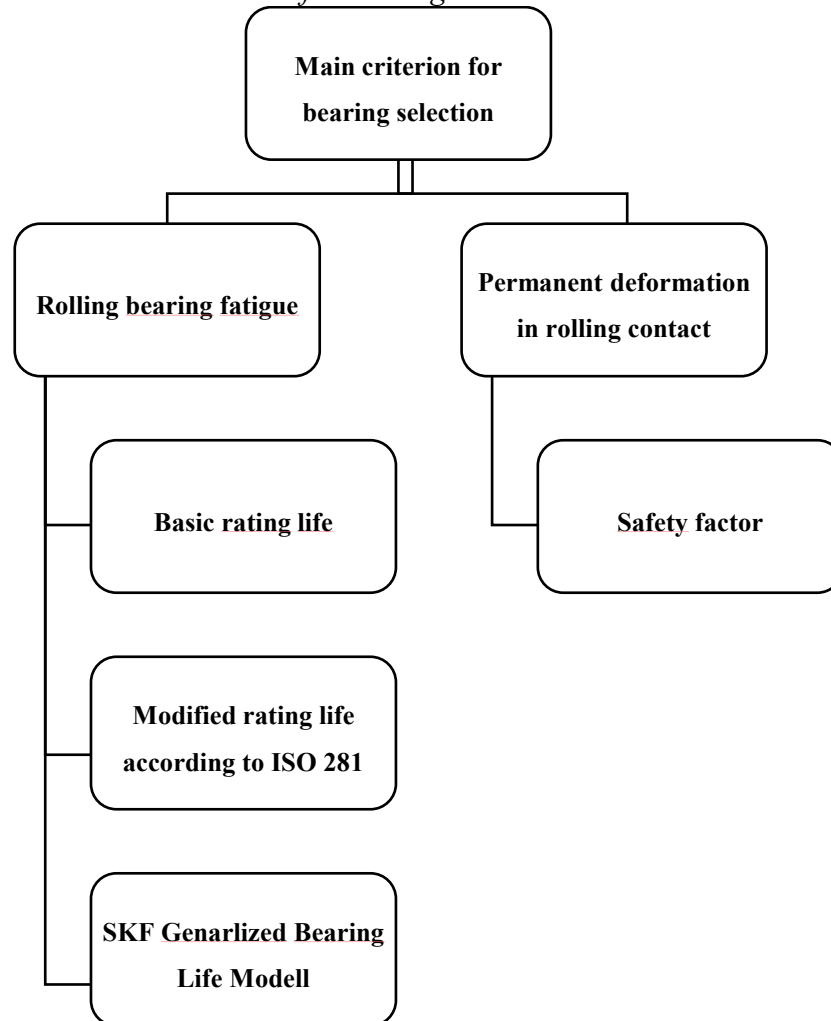 Main criterion for
bearing selection
Rolling bearing fatigue
Permanent deformation
in rolling contact
Basic rating life
Safety factor
Modified rating life
according to ISO 281
SKF Genarlized Bearing
Life Modell